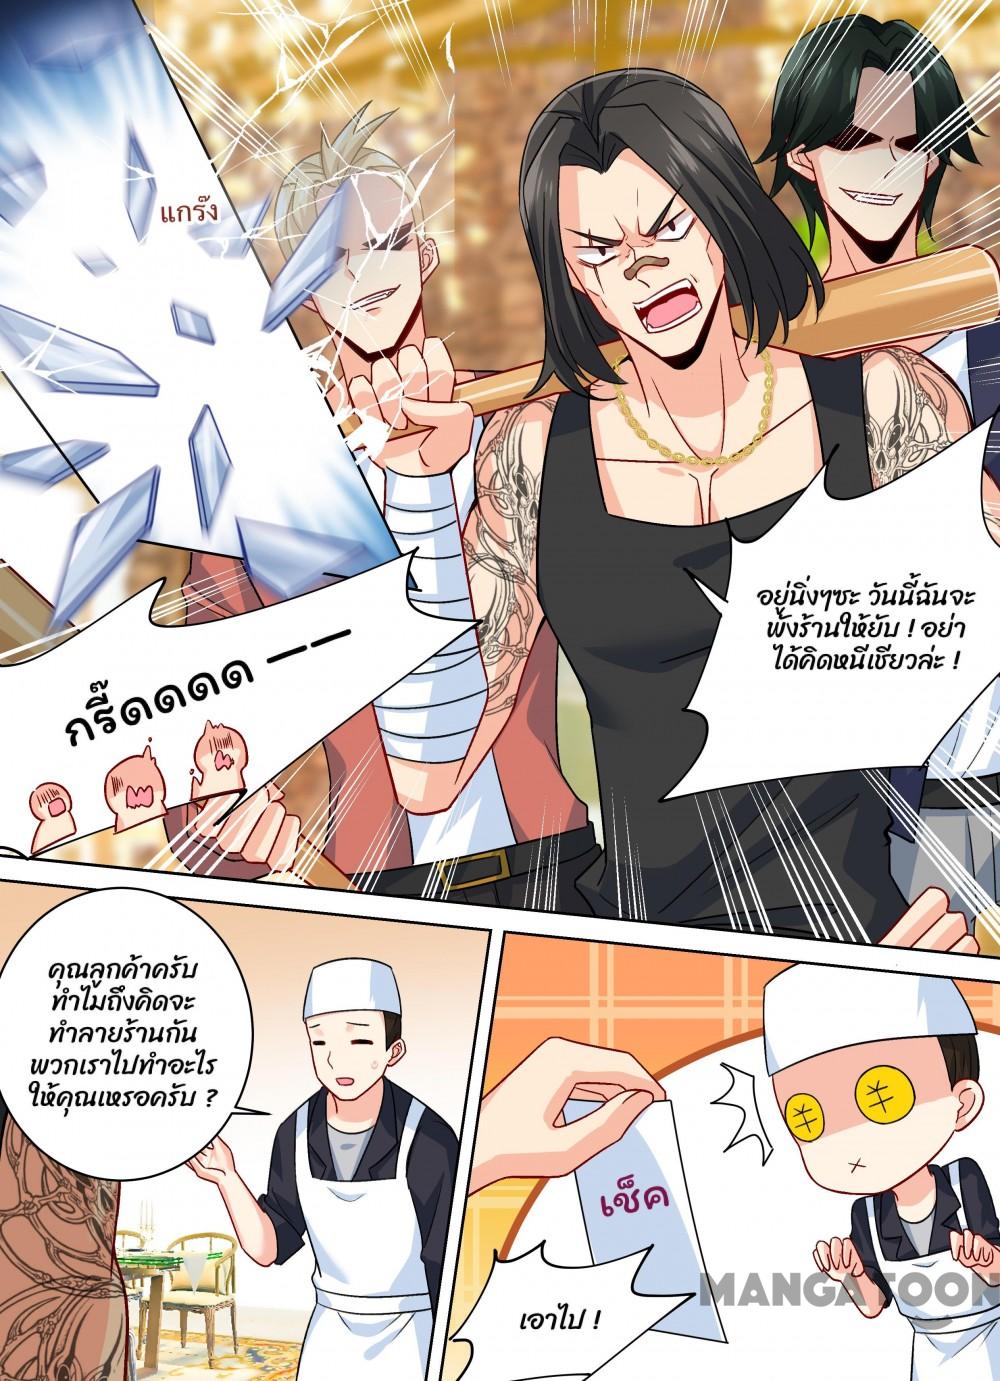 แกร๊ง
อยู่นิ่งๆซะ วันนี้ฉันจะ
พังร้านให้ยับ ! อย่า
ได้คิดหนีเชียวล่ะ !
กรี๊ดดดด ——
คุณลูกค้าครับ
ทำไมถึงคิดจะ
ทำลายร้านกัน
พวกเราไปทำอะไร
ให้คุณเหรอครับ ?
เช็ค
เอาไป !
MANGATOON